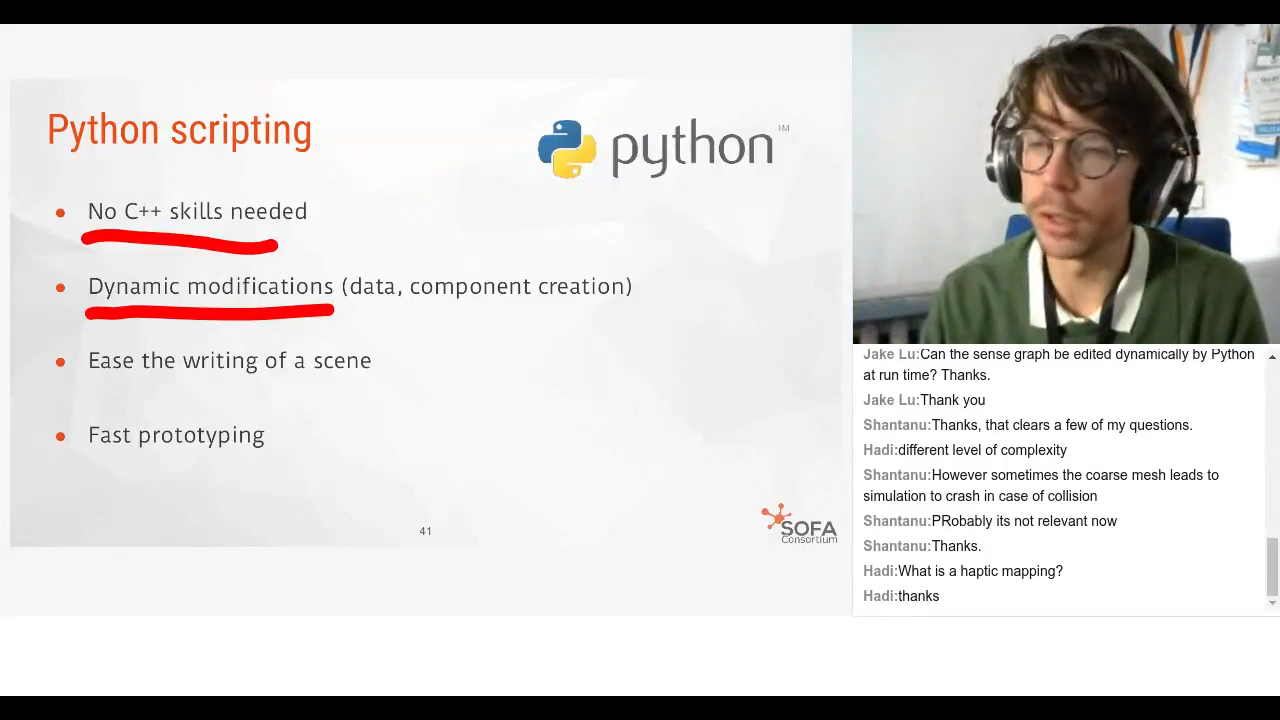 Python scripting
python™
• No C++ skills needed
• Dynamic modifications (data, component creation)
• Ease the writing of a scene
• Fast prototyping
41
SOFA
Consortium
Jake Lu:Can the sense graph be edited dynamically by Python
at run time? Thanks.
Jake Lu:Thank you
Shantanu:Thanks, that clears a few of my questions.
Hadi:different level of complexity
Shantanu:However sometimes the coarse mesh leads to
simulation to crash in case of collision
Shantanu:PRobably its not relevant now
Shantanu:Thanks.
Hadi:What is a haptic mapping?
Hadi:thanks